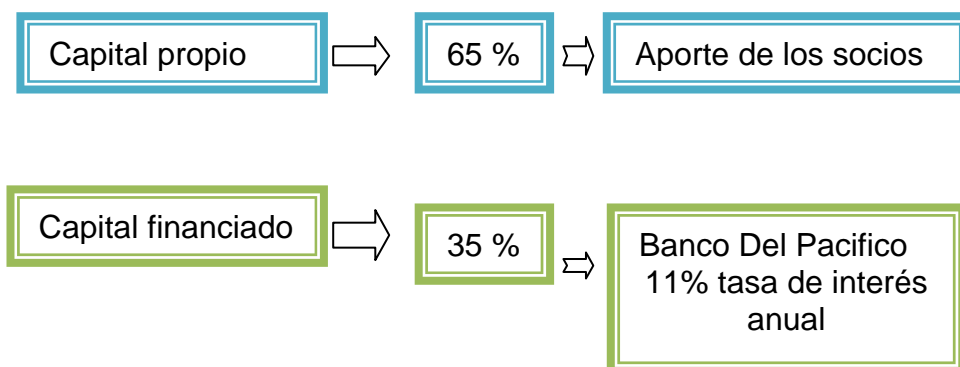 Capital propio
65 %
Aporte de los socios
Capital financiado
35 %
Banco Del Pacifico
11% tasa de interés
anual